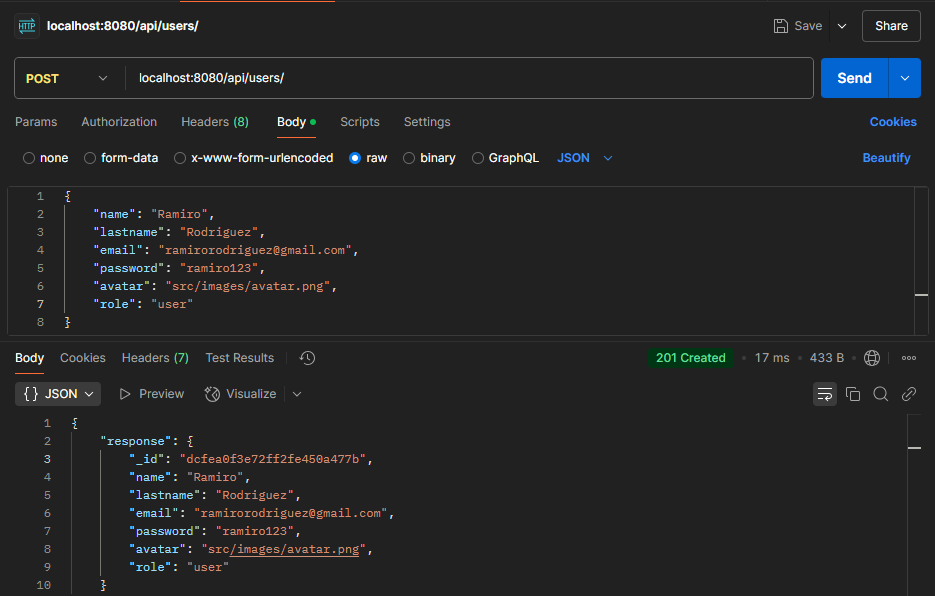 HTTP localhost:8080/api/users/ Save Share
POST localhost:8080/api/users/ Send
Params Authorization Headers (8) Body Scripts Settings Cookies
none form-data x-www-form-urlencoded raw binary GraphQL JSON Beautify
1 {
2 "name": "Ramiro",
3 "lastname": "Rodriguez",
4 "email": "ramirorodriguez@gmail.com",
5 "password": "ramiro123",
6 "avatar": "src/images/avatar.png",
7 "role": "user"
8 }
Body Cookies Headers (7) Test Results 201 Created • 17 ms • 433 B •
{} JSON Preview Visualize
1 {
2 "response": {
3 "_id": "dcfea0f3e72ff2fe450a477b",
4 "name": "Ramiro",
5 "lastname": "Rodriguez",
6 "email": "ramirorodriguez@gmail.com",
7 "password": "ramiro123",
8 "avatar": "src/images/avatar.png",
9 "role": "user"
10 }